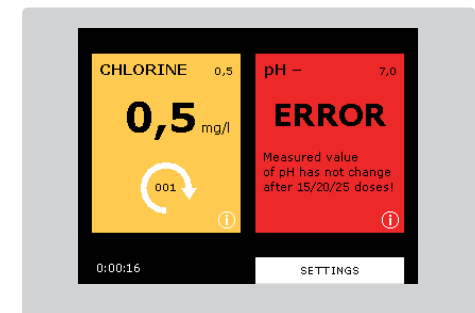 CHLORINE 0,5
0,5 mg/l
001
i
pH – 7,0
ERROR
Measured value
of pH has not change
after 15/20/25 doses!
i
0:00:16
SETTINGS